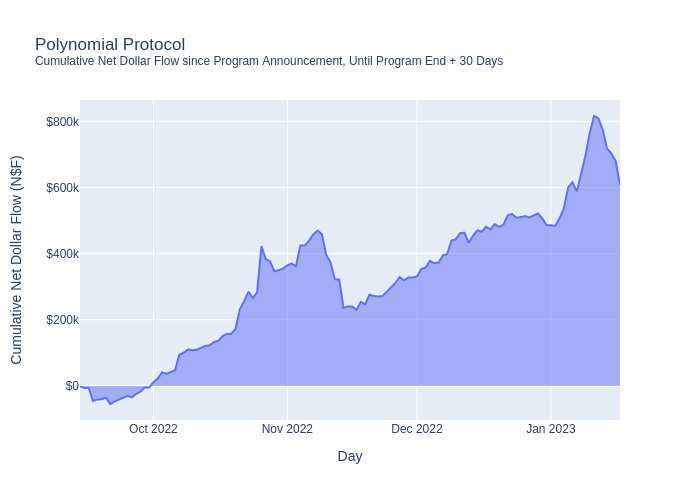 Polynomial Protocol
Cumulative Net Dollar Flow since Program Announcement, Until Program End + 30 Days
Cumulative Net Dollar Flow (N$F)
$800k
$600k
$400k
$200k
$0
Oct 2022
Nov 2022
Dec 2022
Jan 2023
Day